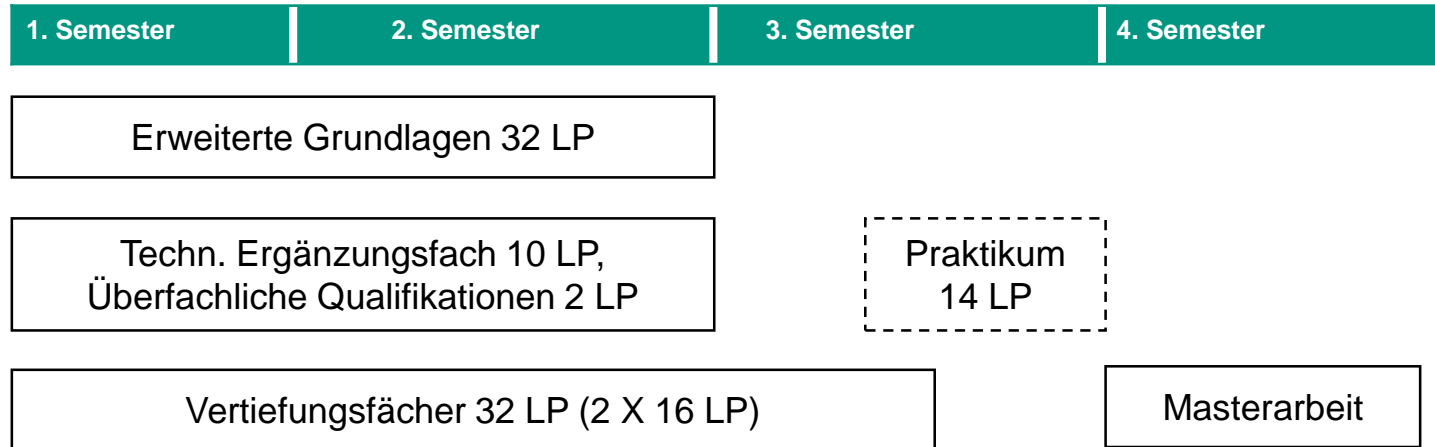 1. Semester
2. Semester
3. Semester
4. Semester
Erweiterte Grundlagen 32 LP
Techn. Ergänzungsfach 10 LP,
Überfachliche Qualifikationen 2 LP
Praktikum
14 LP
Vertiefungsfächer 32 LP (2 X 16 LP)
Masterarbeit